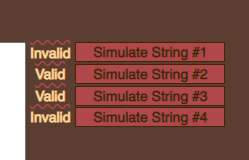 Invalid Simulate String #1
Valid Simulate String #2
Valid Simulate String #3
Invalid Simulate String #4